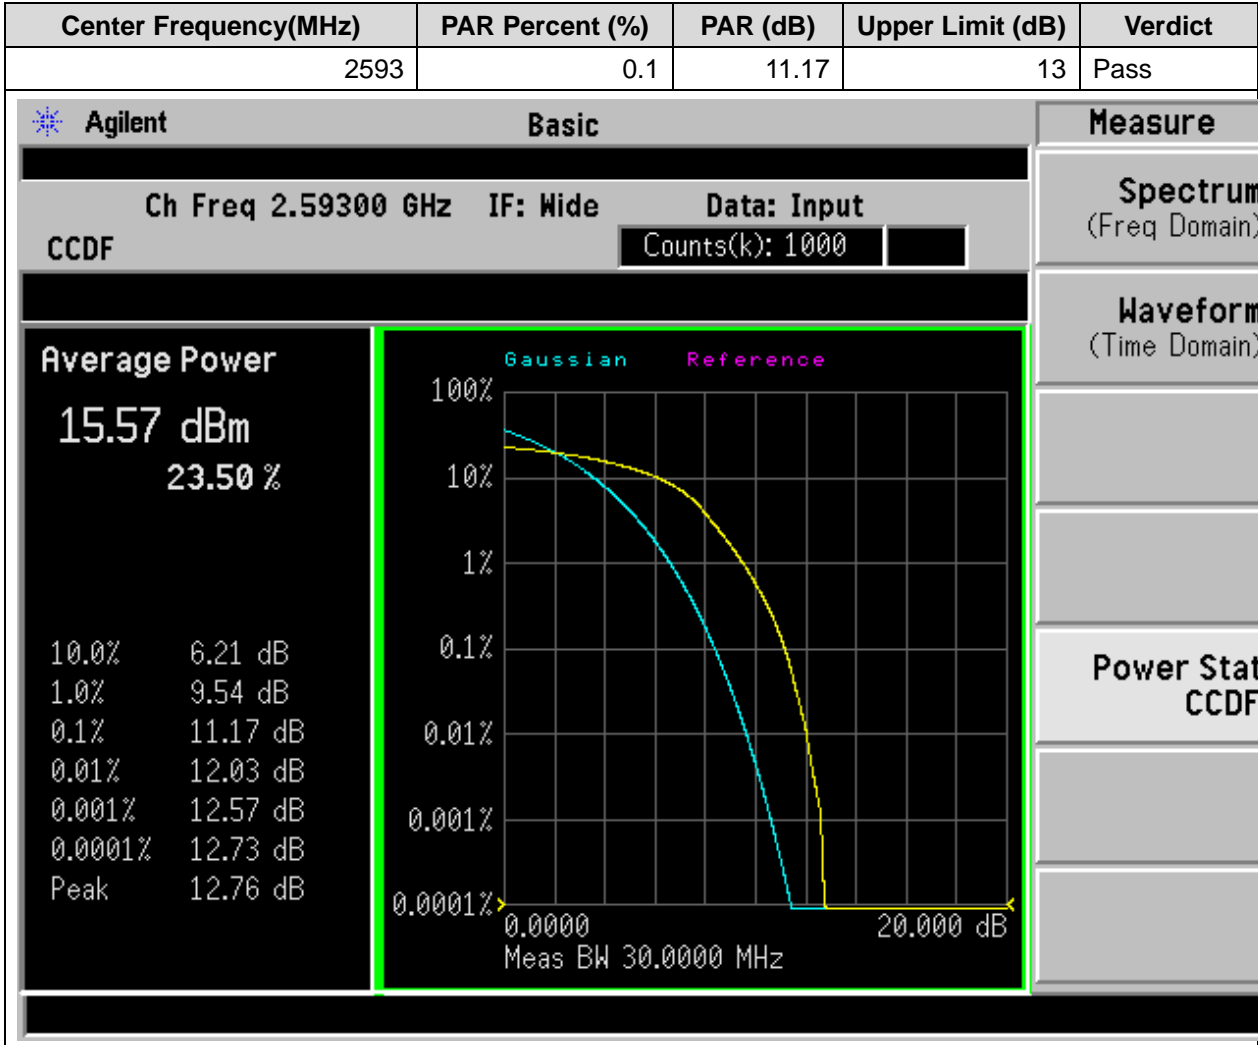 Center Frequency(MHz) PAR Percent (%) PAR (dB) Upper Limit (dB) Verdict
2593 0.1 11.17 13 Pass
Agilent Basic Measure
Ch Freq 2.59300 GHz IF: Wide Data: Input
CCDF Counts(k): 1000
Spectrum
(Freq Domain)
Waveform
(Time Domain)
Power Stat
CCDF
Average Power
15.57 dBm
23.50 %
10.0% 6.21 dB
1.0% 9.54 dB
0.1% 11.17 dB
0.01% 12.03 dB
0.001% 12.57 dB
0.0001% 12.73 dB
Peak 12.76 dB
Gaussian Reference
100%
10%
1%
0.1%
0.01%
0.001%
0.0001%
0.0000 20.000 dB
Meas BW 30.0000 MHz